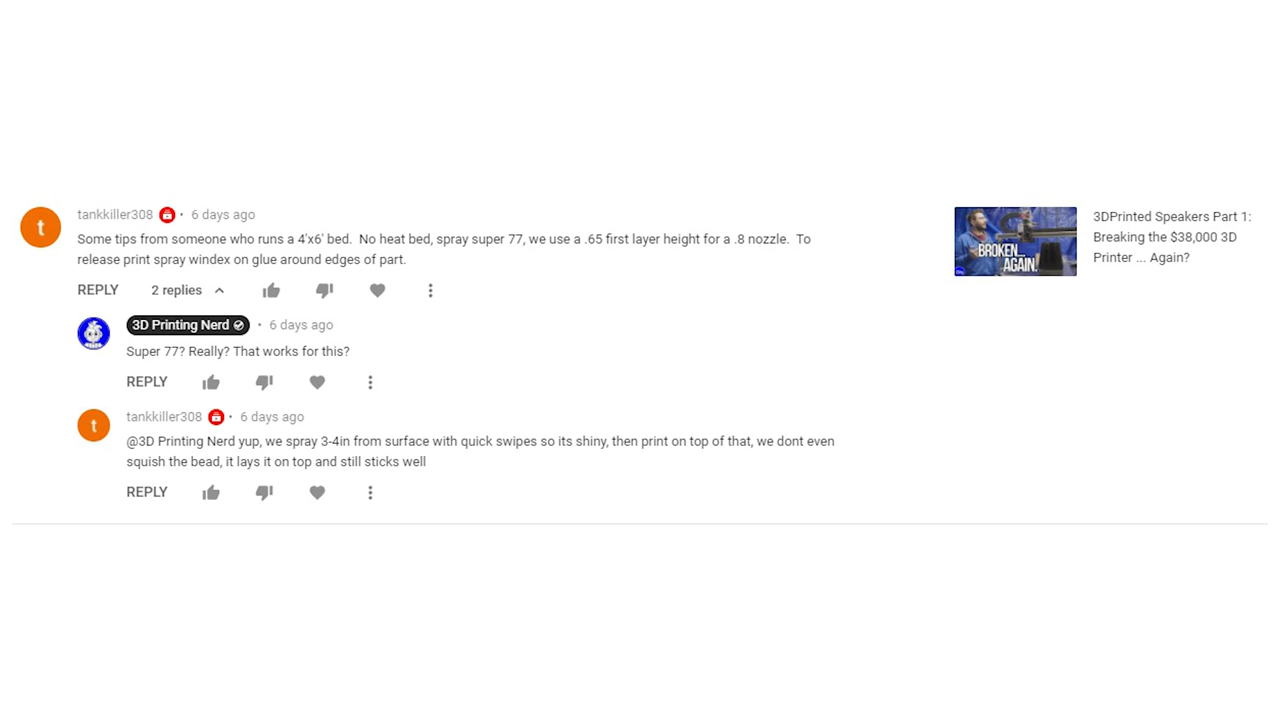 tankkiller308 • 6 days ago
Some tips from someone who runs a 4'x6' bed.  No heat bed, spray super 77, we use a .65 first layer height for a .8 nozzle.  To
release print spray windex on glue around edges of part.
REPLY 2 replies
3D Printing Nerd • 6 days ago
Super 77? Really? That works for this?
REPLY
tankkiller308 • 6 days ago
@3D Printing Nerd yup, we spray 3-4in from surface with quick swipes so its shiny, then print on top of that, we dont even
squish the bead, it lays it on top and still sticks well
REPLY
BROKEN...
AGAIN.
3DPrinted Speakers Part 1:
Breaking the $38,000 3D
Printer ... Again?
t
t